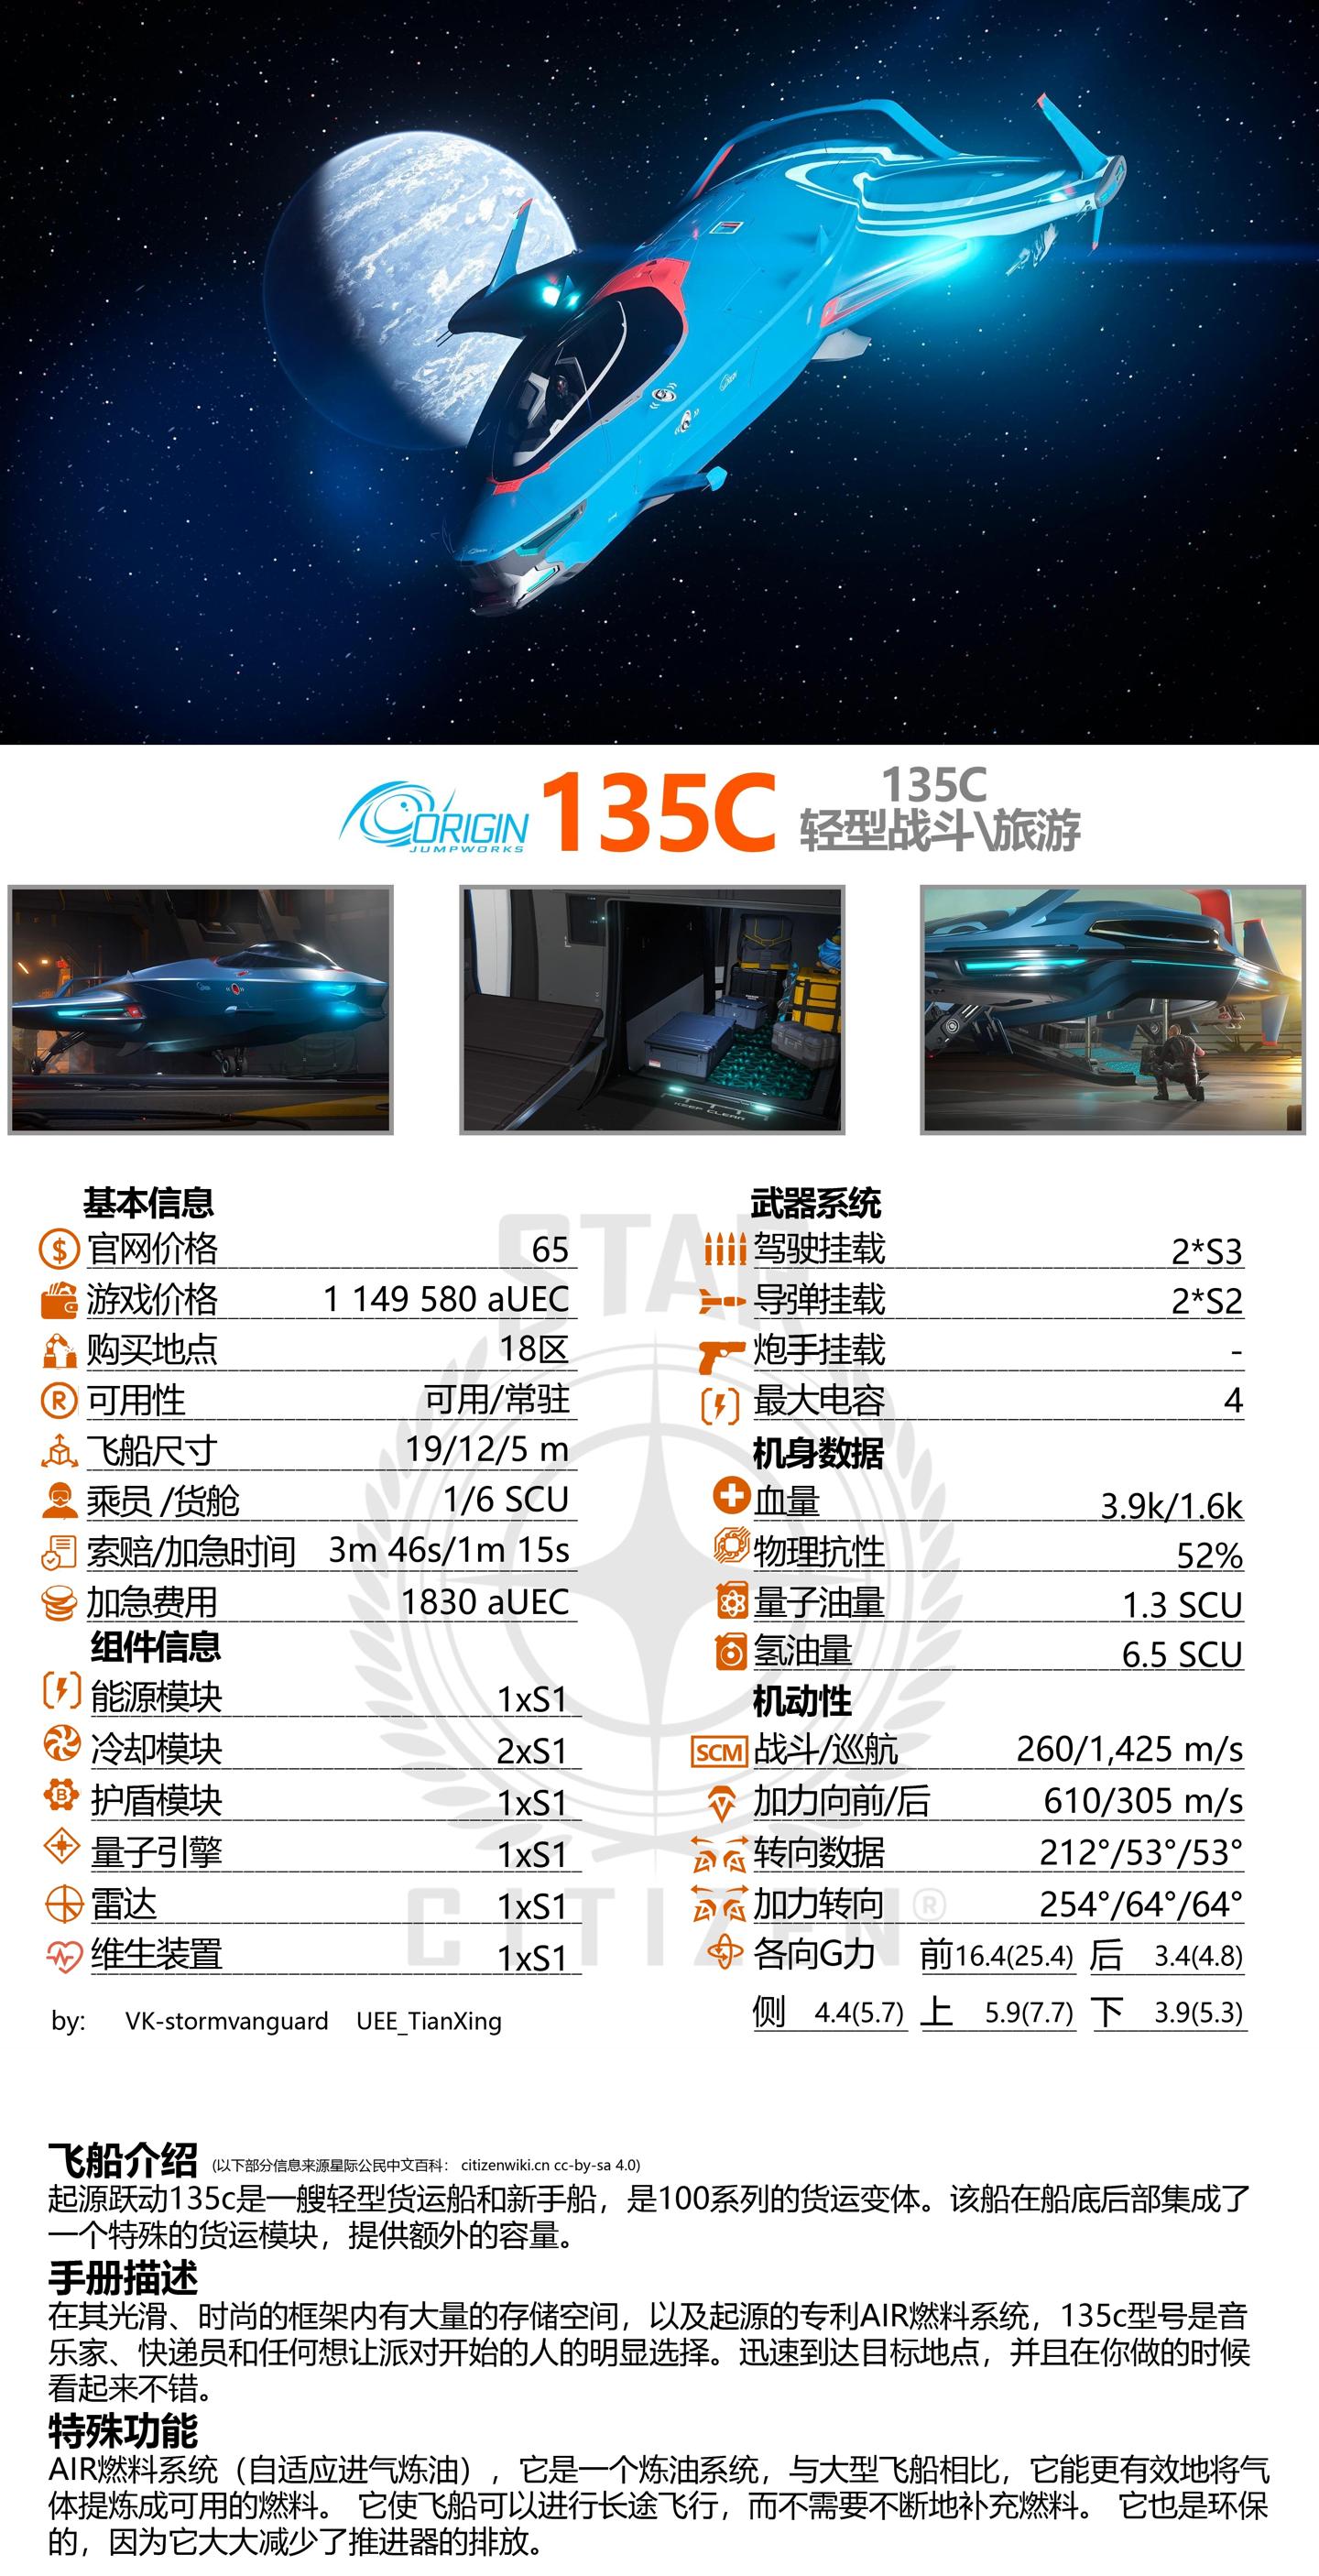 ORIGIN
JUMPWORKS
135C
135C
轻型战斗\旅游
KEEP CLEAR
基本信息
官网价格 65
游戏价格 1 149 580 aUEC
购买地点 18区
可用性 可用/常驻
飞船尺寸 19/12/5 m
乘员 /货舱 1/6 SCU
索赔/加急时间 3m 46s/1m 15s
加急费用 1830 aUEC
组件信息
能源模块 1xS1
冷却模块 2xS1
护盾模块 1xS1
量子引擎 1xS1
雷达 1xS1
维生装置 1xS1
by: VK-stormvanguard UEE_TianXing
武器系统
驾驶挂载 2*S3
导弹挂载 2*S2
炮手挂载 -
最大电容 4
机身数据
血量 3.9k/1.6k
物理抗性 52%
量子油量 1.3 SCU
氢油量 6.5 SCU
机动性
SCM 战斗/巡航 260/1,425 m/s
加力向前/后 610/305 m/s
转向数据 212°/53°/53°
加力转向 254°/64°/64°
各向G力 前16.4(25.4) 后 3.4(4.8)
侧 4.4(5.7) 上 5.9(7.7) 下 3.9(5.3)
STAR
CITIZEN®
飞船介绍 (以下部分信息来源星际公民中文百科： citizenwiki.cn cc-by-sa 4.0)
起源跃动135c是一艘轻型货运船和新手船，是100系列的货运变体。该船在船底后部集成了
一个特殊的货运模块，提供额外的容量。
手册描述
在其光滑、时尚的框架内有大量的存储空间，以及起源的专利AIR燃料系统，135c型号是音
乐家、快递员和任何想让派对开始的人的明显选择。迅速到达目标地点，并且在你做的时候
看起来不错。
特殊功能
AIR燃料系统（自适应进气炼油），它是一个炼油系统，与大型飞船相比，它能更有效地将气
体提炼成可用的燃料。 它使飞船可以进行长途飞行，而不需要不断地补充燃料。 它也是环保
的，因为它大大减少了推进器的排放。